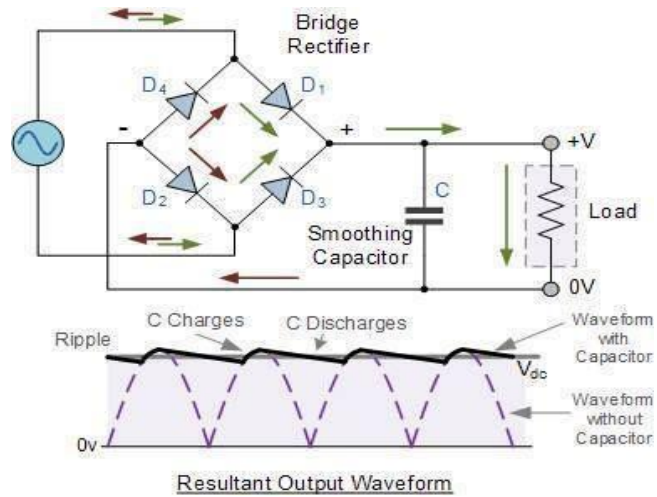 Bridge
Rectifier
D4
D1
-
+
+V
D2
D3
C
Smoothing
Capacitor
Load
0V
C Charges
C Discharges
Waveform
with
Capacitor
Ripple
Vdc
Waveform
without
Capacitor
0v
Resultant Output Waveform